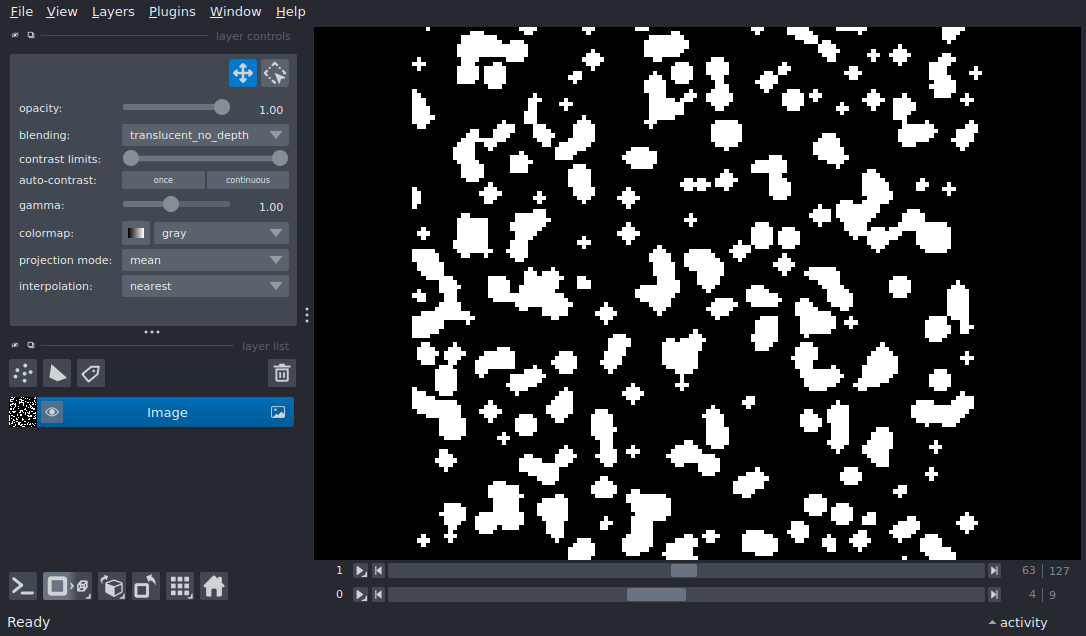 File View Layers Plugins Window Help
layer controls
opacity: 1.00
blending: translucent_no_depth
contrast limits:
auto-contrast: once continuous
gamma: 1.00
colormap: gray
projection mode: mean
interpolation: nearest
layer list
Image
1 63 127
0 4 9
Ready activity